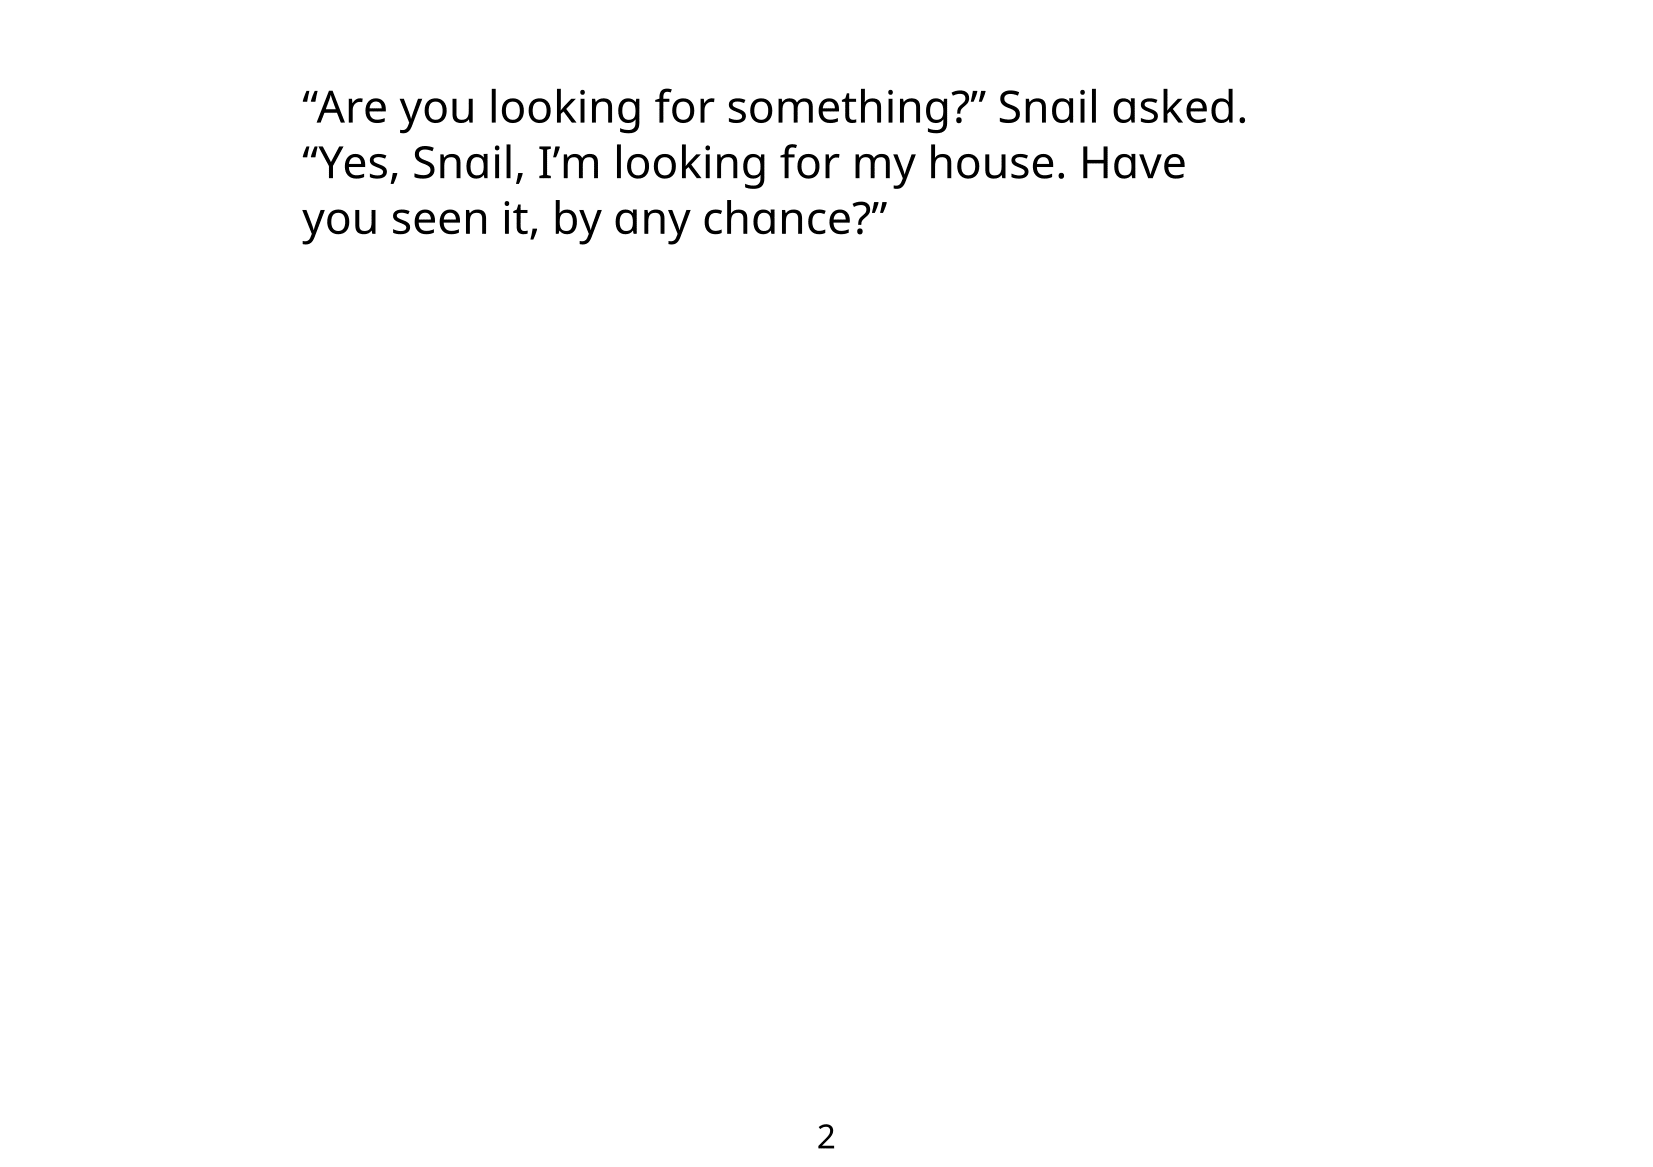 “Are you looking for something?” Snail asked.
“Yes, Snail, I’m looking for my house. Have
you seen it, by any chance?”
2